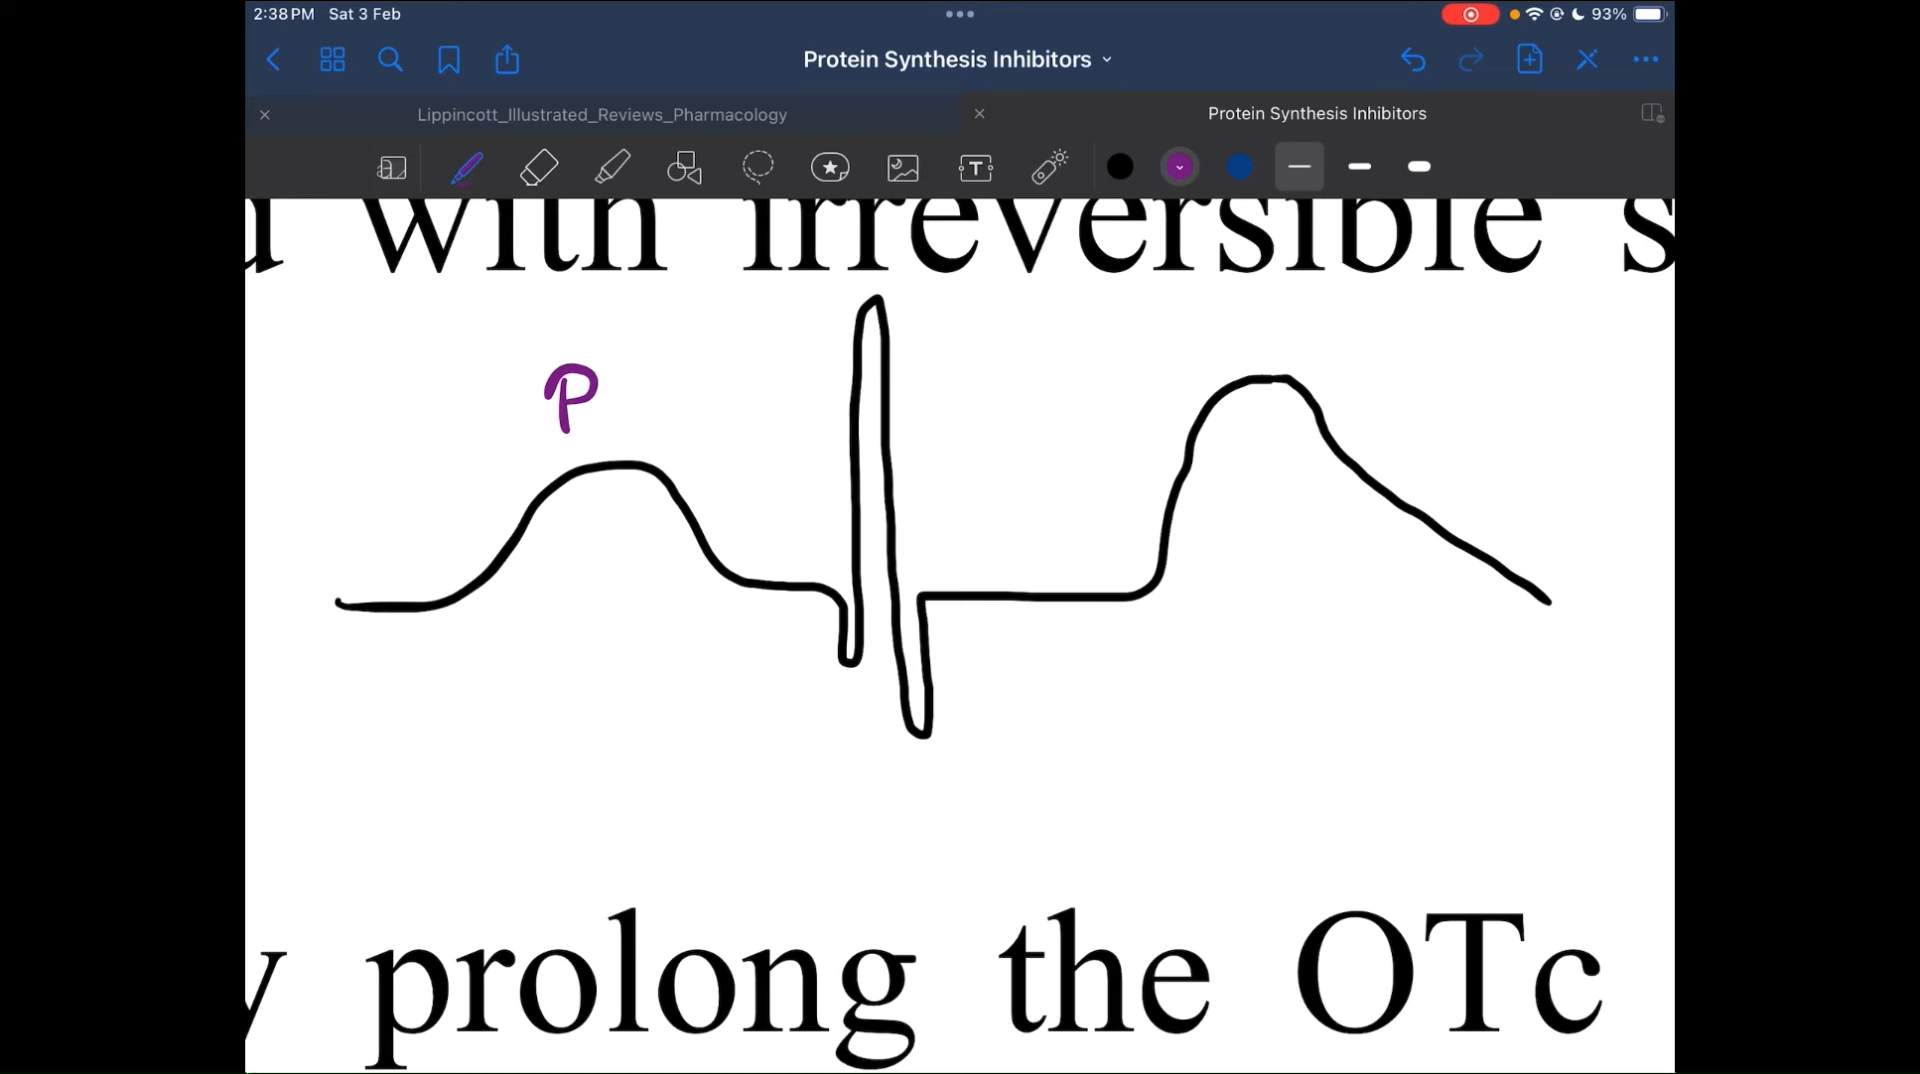 2:38 PM Sat 3 Feb 93%
Protein Synthesis Inhibitors
Lippincott_Illustrated_Reviews_Pharmacology Protein Synthesis Inhibitors
with irreversible s
P
y prolong the QTc